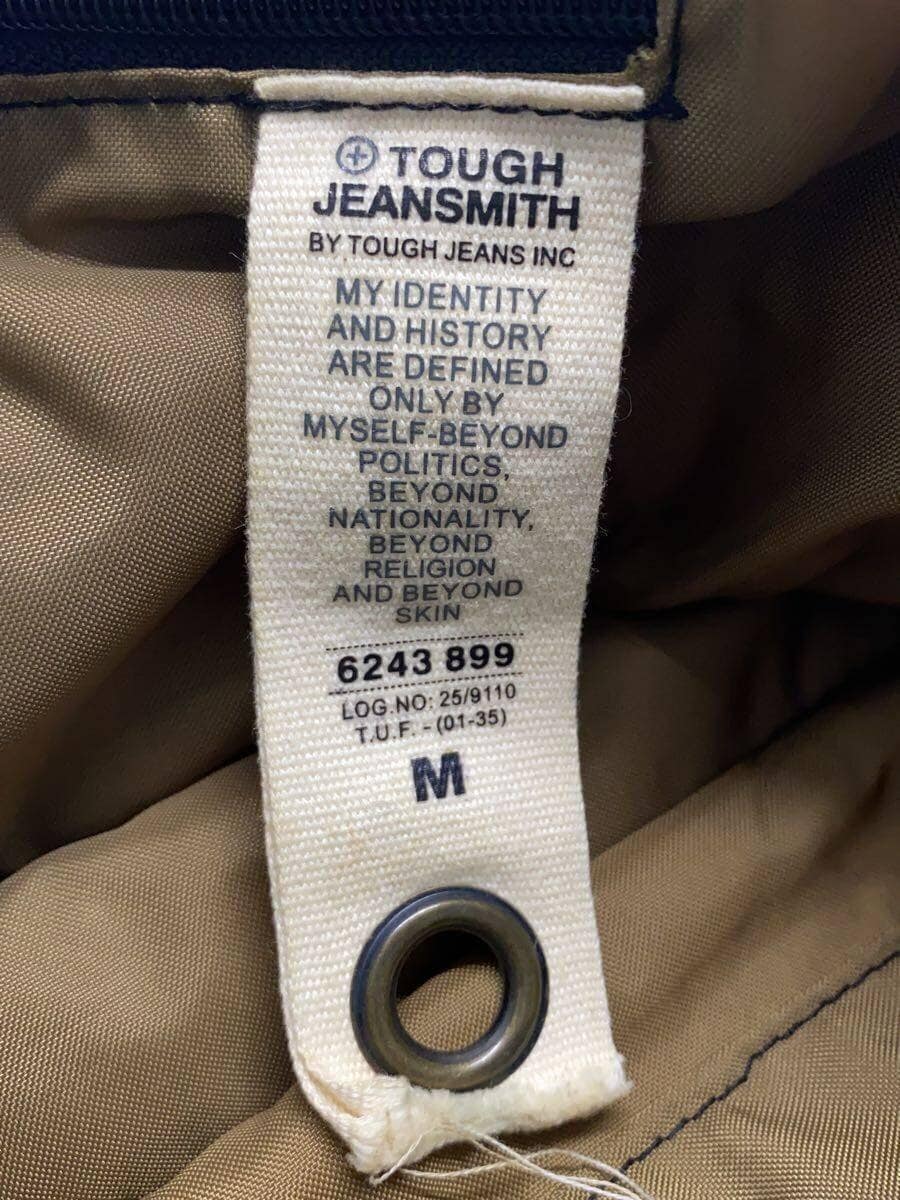 TOUGH
JEANSMITH
BY TOUGH JEANS INC
MY IDENTITY
AND HISTORY
ARE DEFINED
ONLY BY
MYSELF-BEYOND
POLITICS,
BEYOND
NATIONALITY,
BEYOND
RELIGION
AND BEYOND
SKIN
6243 899
LOG.NO: 25/9110
T.U.F. - (01-35)
M